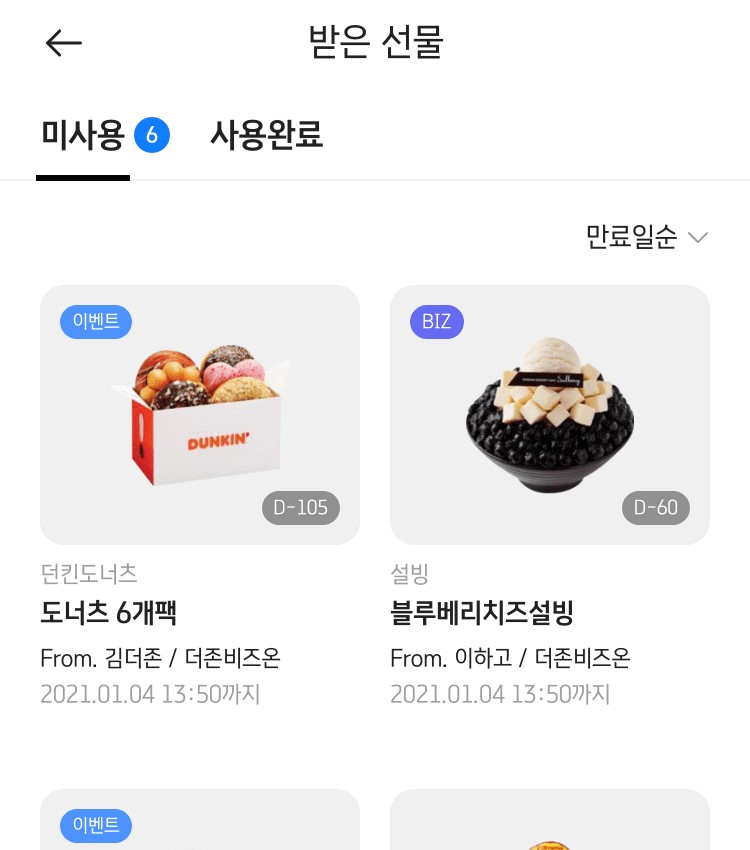 받은 선물
미사용 6 사용완료
만료일순
이벤트
DUNKIN'
D-105
던킨도너츠
도너츠 6개팩
From. 김더존 / 더존비즈온
2021.01.04 13:50까지
BIZ
Sulbing
D-60
설빙
블루베리치즈설빙
From. 이하고 / 더존비즈온
2021.01.04 13:50까지
이벤트